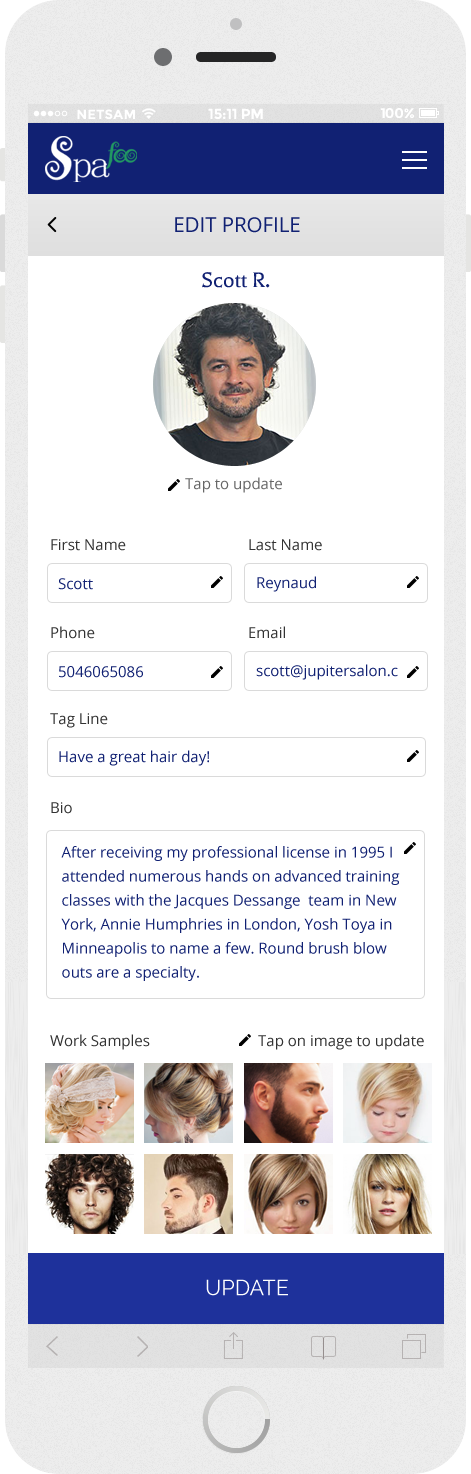 NETSAM 15:11 PM 100%
Spa foo
EDIT PROFILE
Scott R.
Tap to update
First Name Last Name
Scott Reynaud
Phone Email
5046065086 scott@jupitersalon.c
Tag Line
Have a great hair day!
Bio
After receiving my professional license in 1995 I
attended numerous hands on advanced training
classes with the Jacques Dessange team in New
York, Annie Humphries in London, Yosh Toya in
Minneapolis to name a few. Round brush blow
outs are a specialty.
Work Samples Tap on image to update
UPDATE